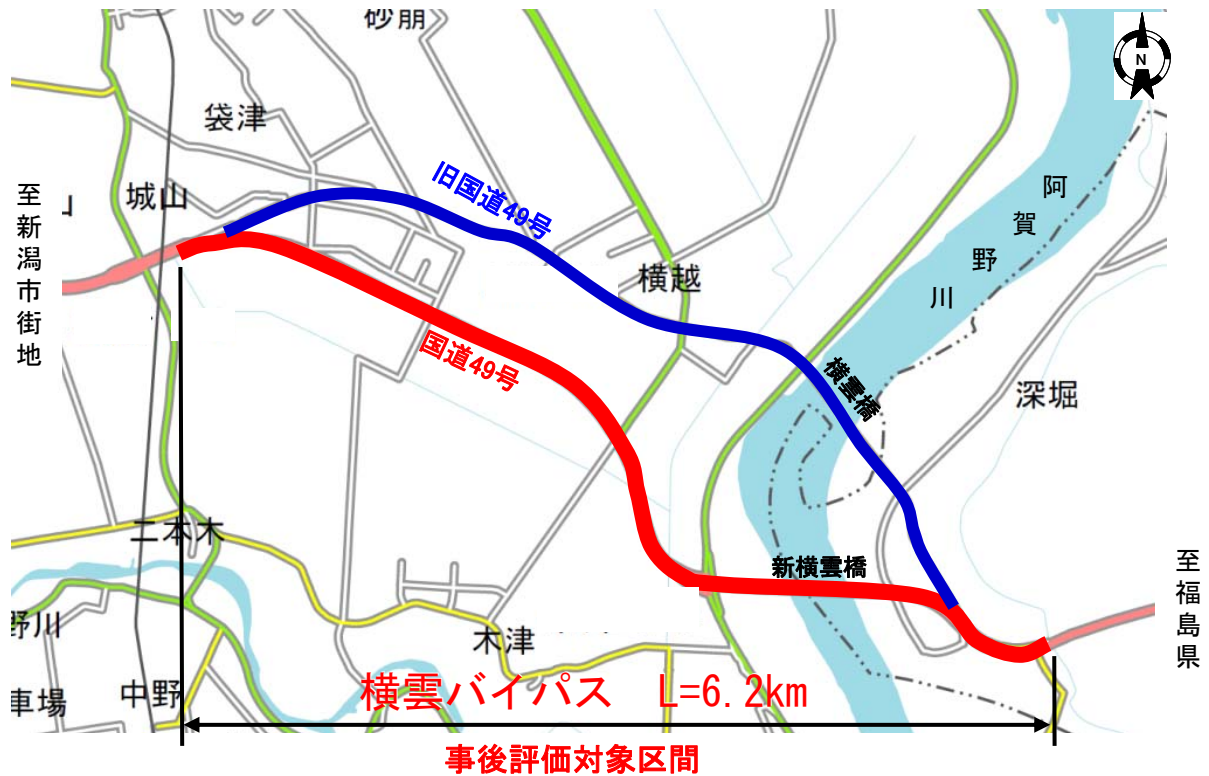 砂崩
N
袋津
阿賀野川
至新潟市街地
城山
旧国道49号
横越
国道49号
横雲橋
深堀
二本木
新横雲橋
至福島県
野川
木津
車場
中野
横雲バイパス L=6.2km
事後評価対象区間